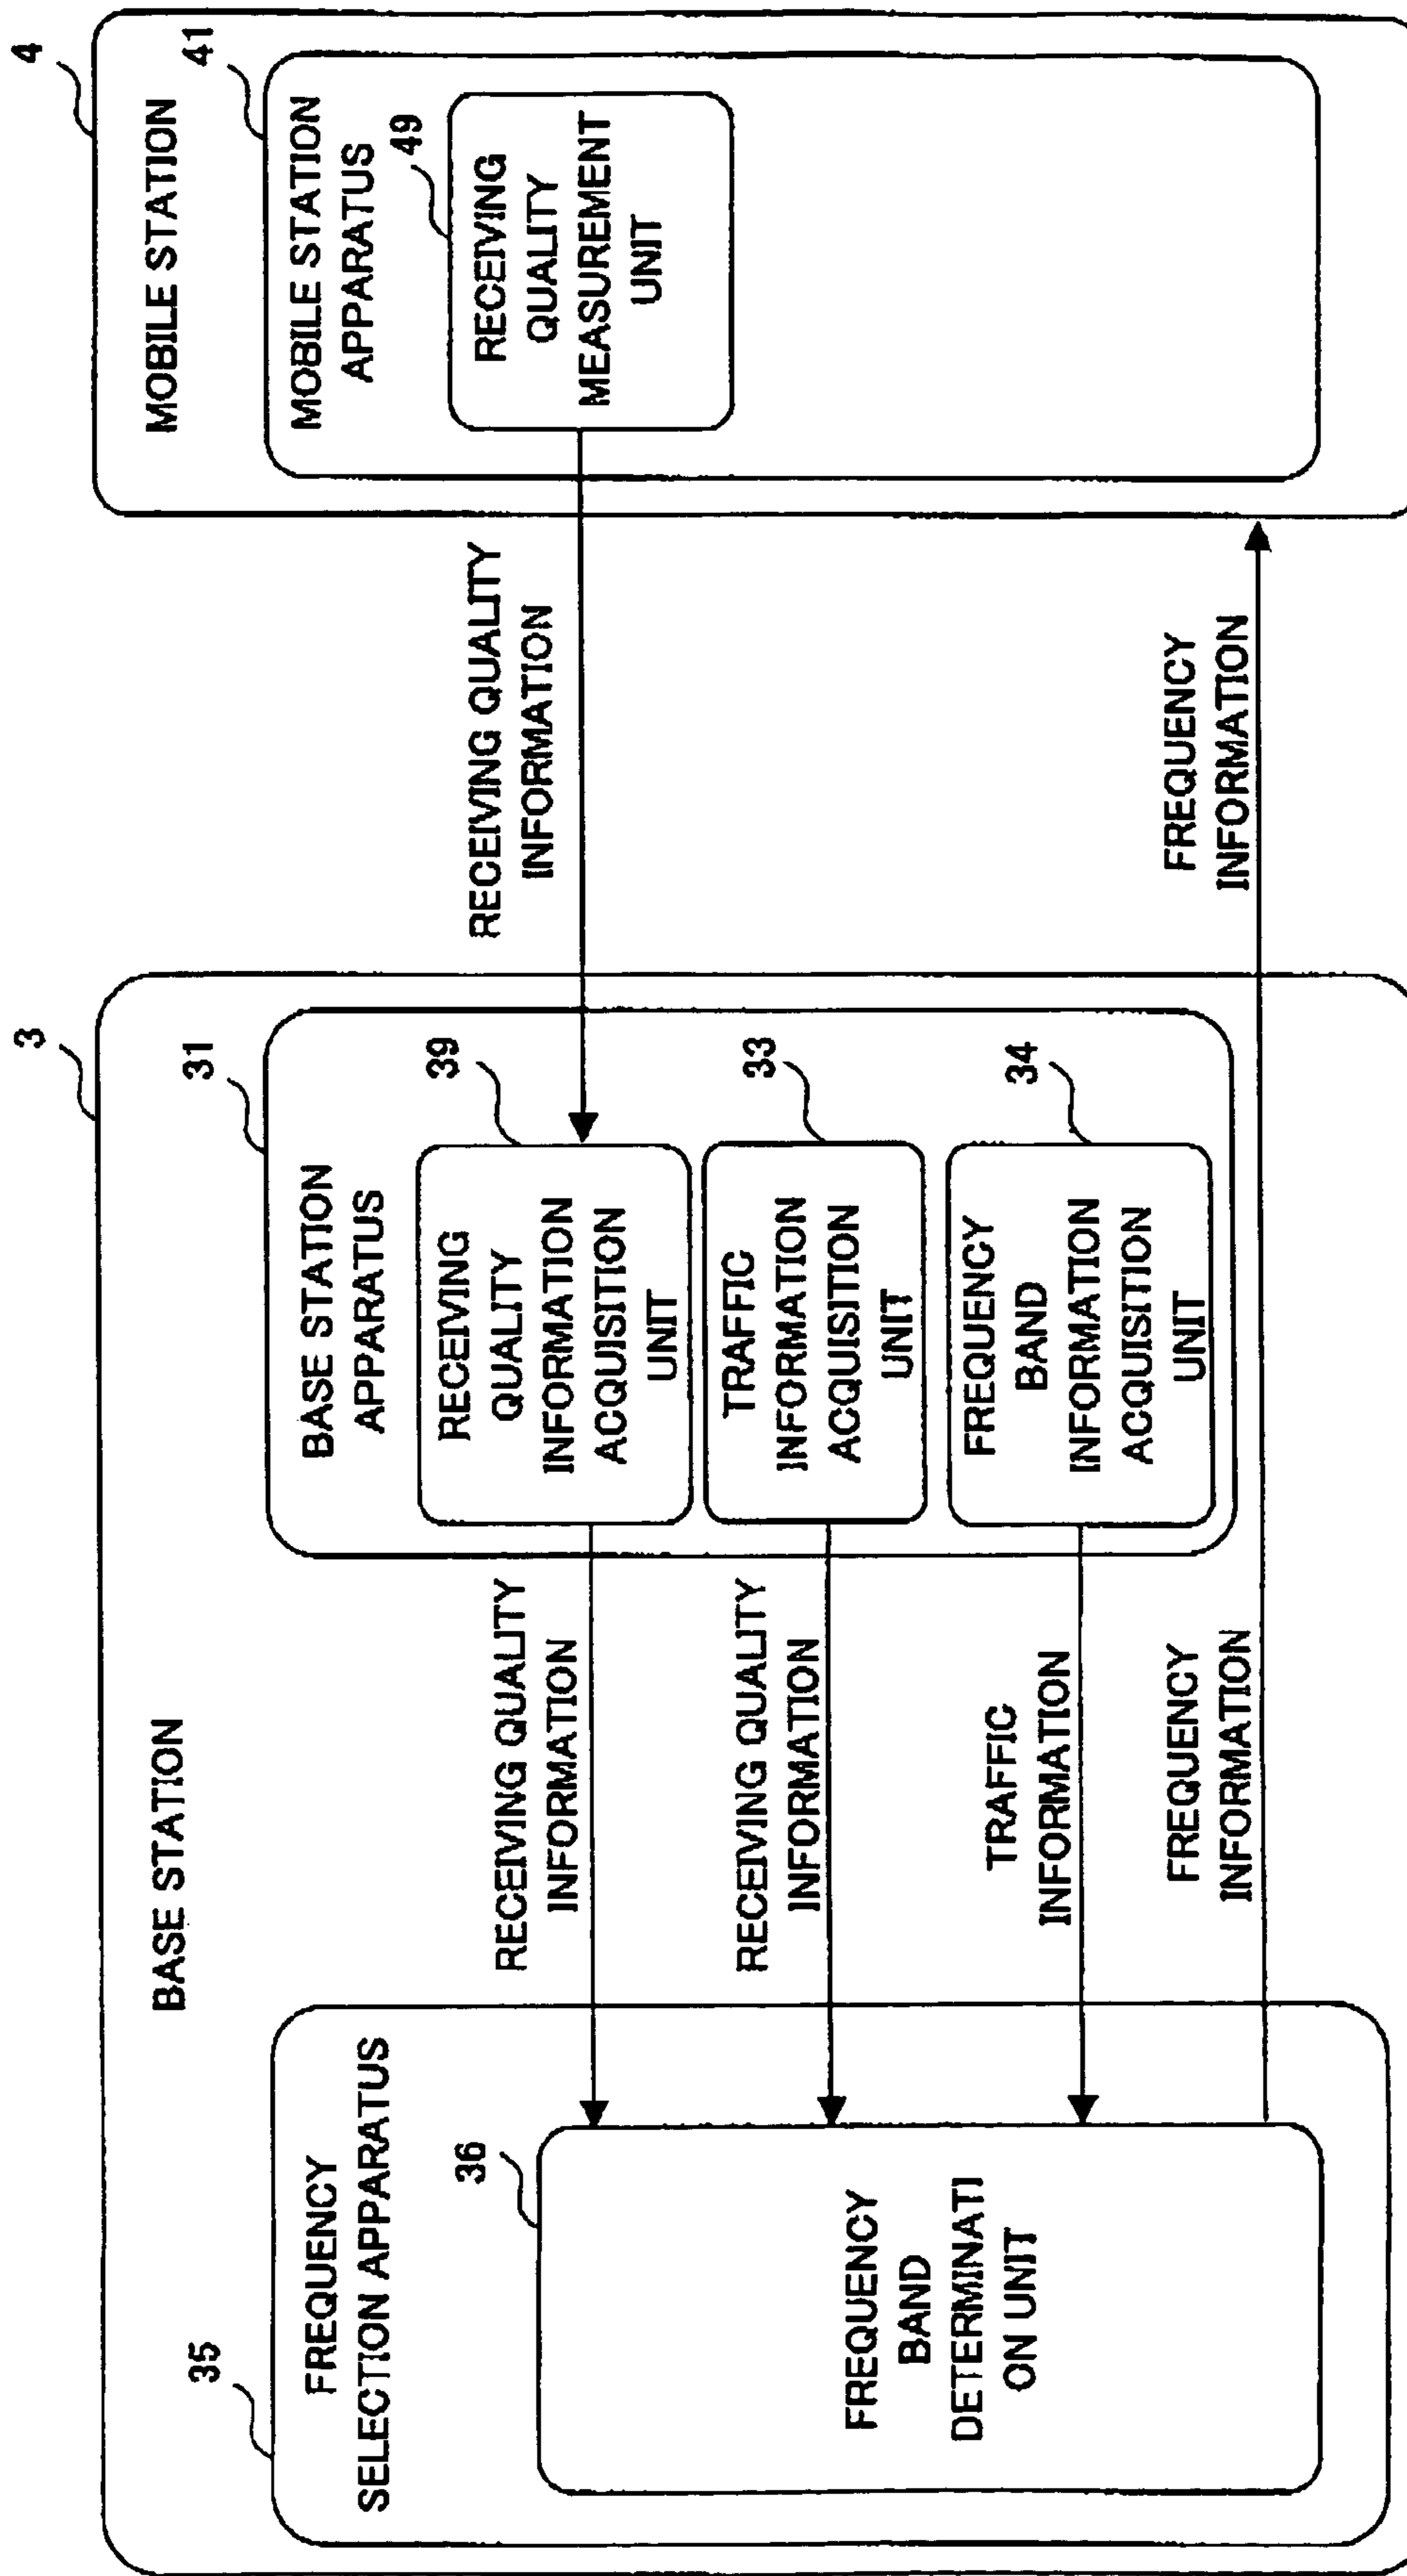 3
4
BASE STATION
MOBILE STATION
35
FREQUENCY
SELECTION APPARATUS
36
FREQUENCY
BAND
DETERMINATI
ON UNIT
RECEIVING QUALITY
INFORMATION
RECEIVING QUALITY
INFORMATION
TRAFFIC
INFORMATION
FREQUENCY
INFORMATION
31
BASE STATION
APPARATUS
39
RECEIVING
QUALITY
INFORMATION
ACQUISITION
UNIT
33
TRAFFIC
INFORMATION
ACQUISITION
UNIT
34
FREQUENCY
BAND
INFORMATION
ACQUISITION
UNIT
RECEIVING QUALITY
INFORMATION
FREQUENCY
INFORMATION
41
MOBILE STATION
APPARATUS
49
RECEIVING
QUALITY
MEASUREMENT
UNIT